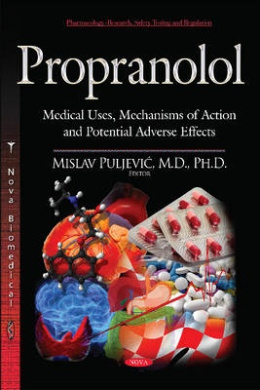 Pharmacology - Research, Safety Testing and Regulation
Propranolol
Medical Uses, Mechanisms of Action
and Potential Adverse Effects
MISLAV PULJEVIĆ, M.D., PH.D.
EDITOR
Nova Biomedical
NOVA